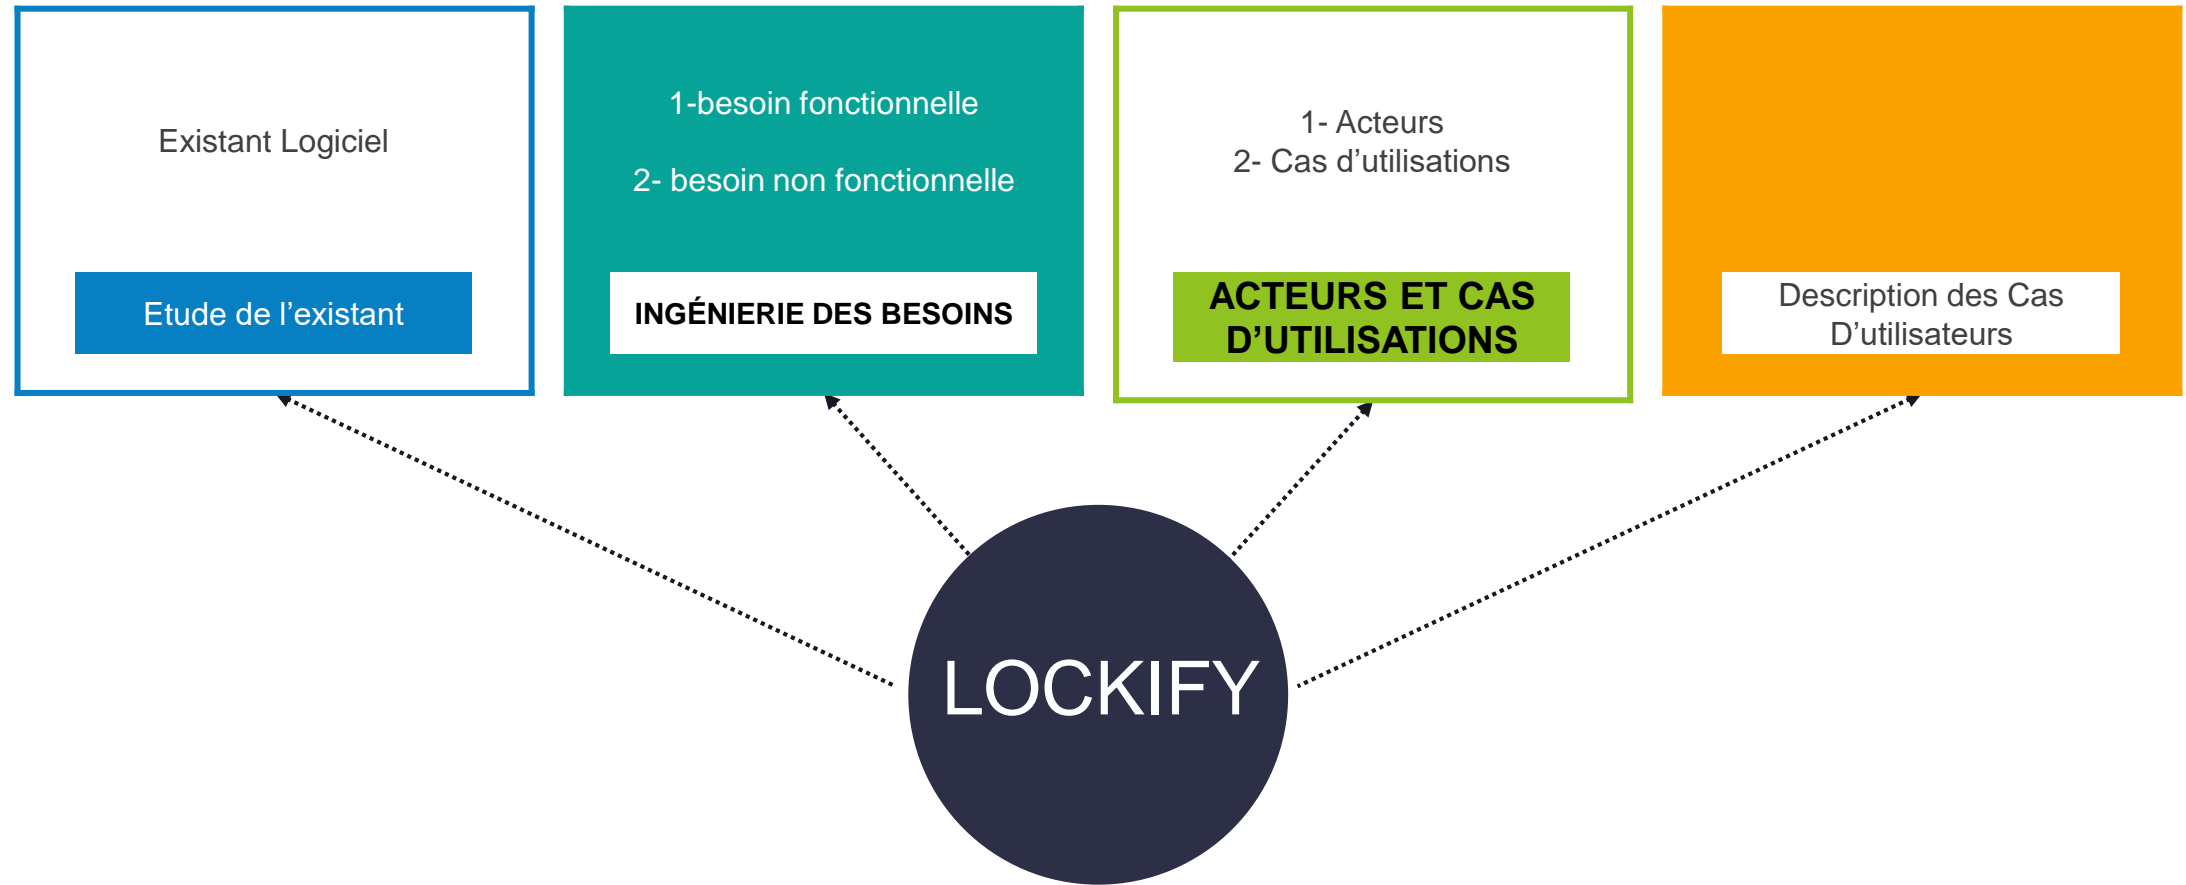 Existant Logiciel
Etude de l’existant
1-besoin fonctionnelle
2- besoin non fonctionnelle
INGÉNIERIE DES BESOINS
1- Acteurs
2- Cas d’utilisations
ACTEURS ET CAS
D’UTILISATIONS
Description des Cas
D’utilisateurs
LOCKIFY